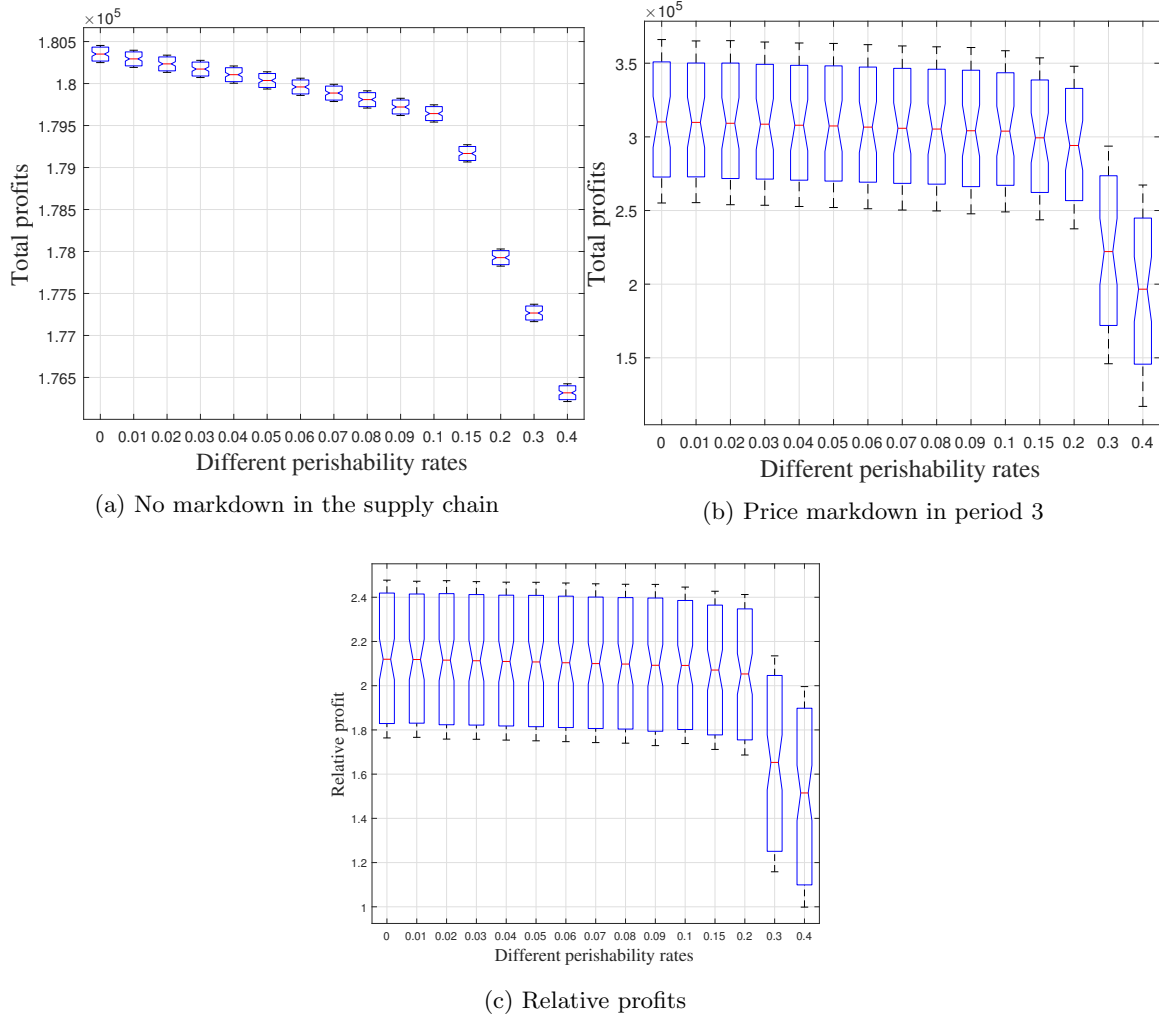 ×10⁵
1.805
1.8
1.795
1.79
1.785
1.78
1.775
1.77
1.765
Total profits
0 0.01 0.02 0.03 0.04 0.05 0.06 0.07 0.08 0.09 0.1 0.15 0.2 0.3 0.4
Different perishability rates
(a) No markdown in the supply chain
×10⁵
3.5
3
2.5
2
1.5
Total profits
0 0.01 0.02 0.03 0.04 0.05 0.06 0.07 0.08 0.09 0.1 0.15 0.2 0.3 0.4
Different perishability rates
(b) Price markdown in period 3
2.4
2.2
2
1.8
1.6
1.4
1.2
1
Relative profit
0 0.01 0.02 0.03 0.04 0.05 0.06 0.07 0.08 0.09 0.1 0.15 0.2 0.3 0.4
Different perishability rates
(c) Relative profits